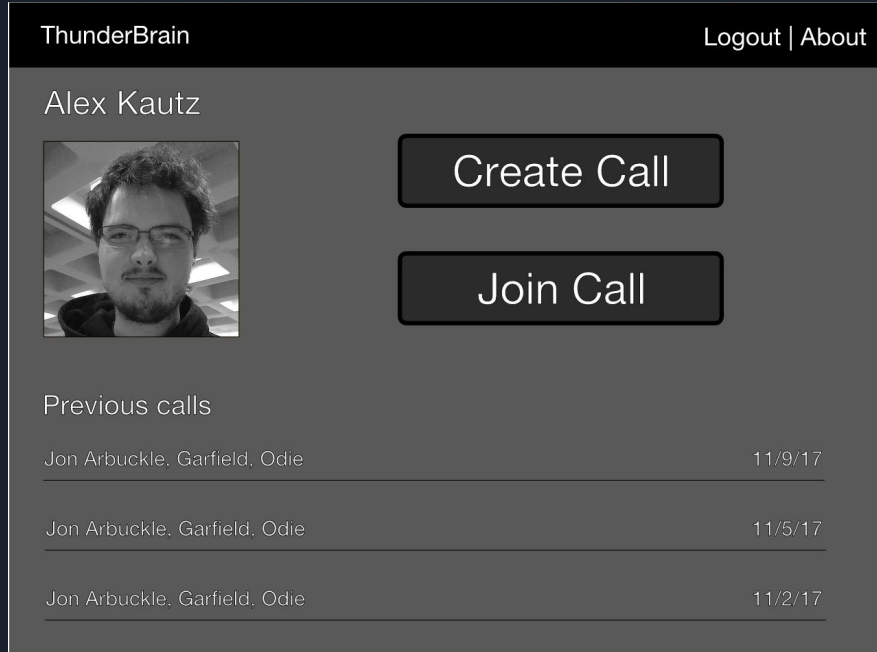 ThunderBrain
Logout | About
Alex Kautz
Create Call
Join Call
Previous calls
Jon Arbuckle, Garfield, Odie 11/9/17
Jon Arbuckle, Garfield, Odie 11/5/17
Jon Arbuckle, Garfield, Odie 11/2/17